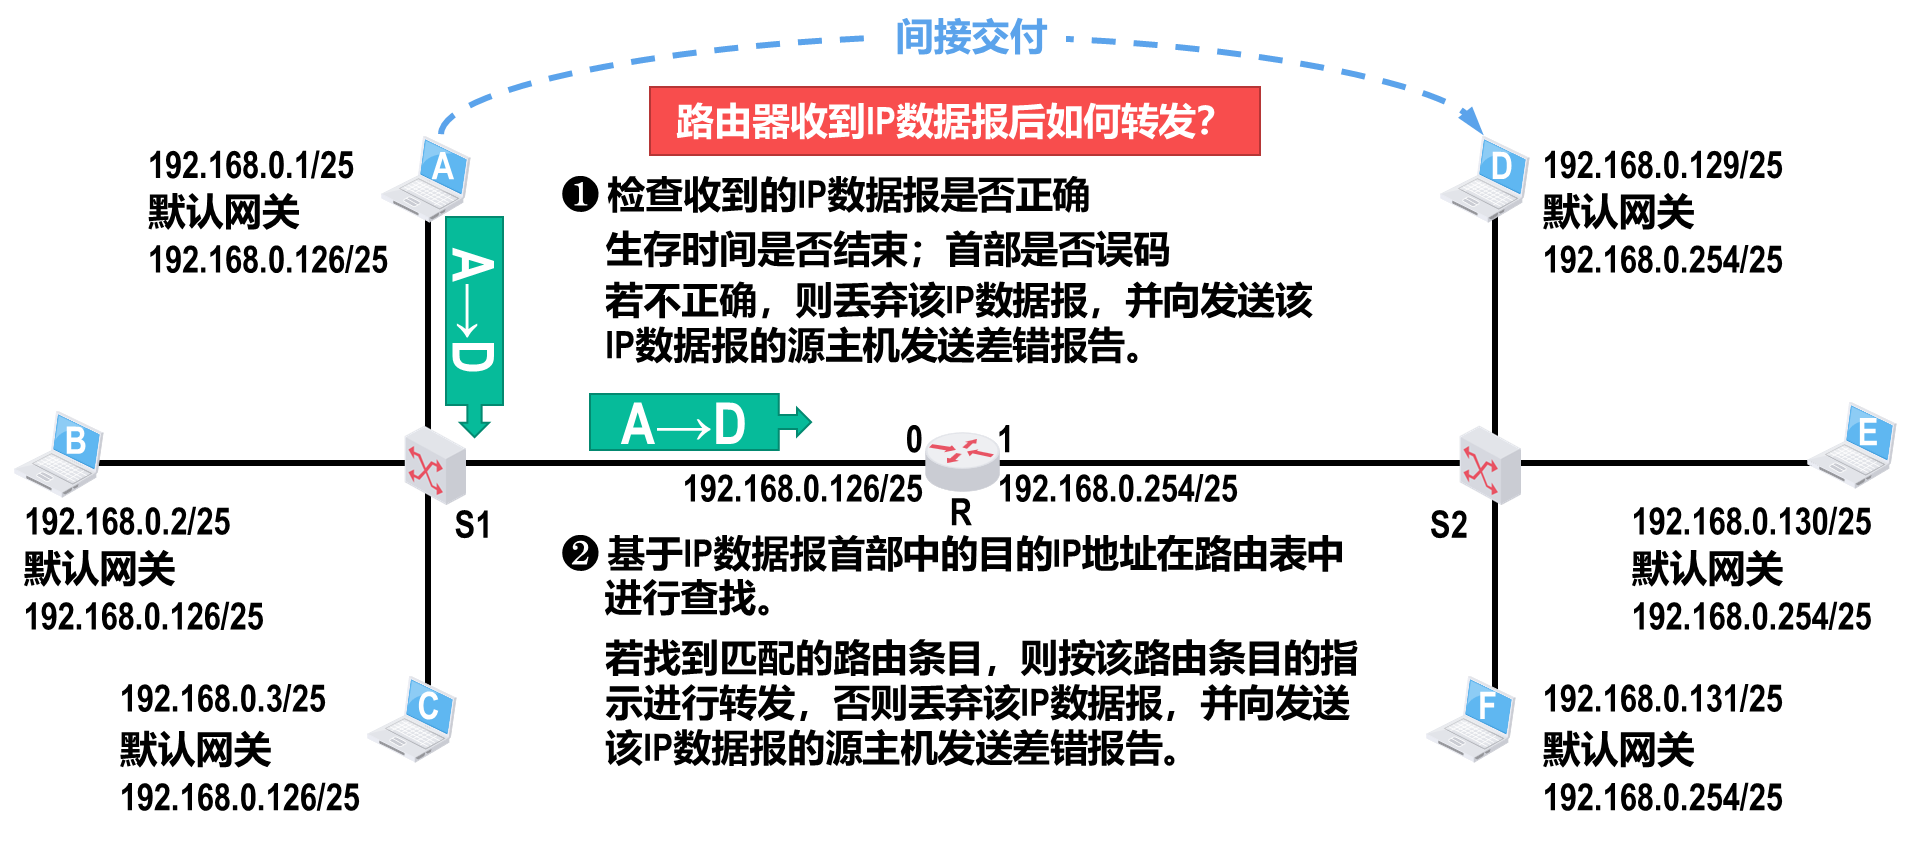 间接交付
路由器收到IP数据报后如何转发?
A
192.168.0.1/25
默认网关
192.168.0.126/25
D
192.168.0.129/25
默认网关
192.168.0.254/25
❶ 检查收到的IP数据报是否正确
生存时间是否结束；首部是否误码
若不正确，则丢弃该IP数据报，并向发送该
IP数据报的源主机发送差错报告。
A→D
A→D
B
192.168.0.2/25
默认网关
192.168.0.126/25
S1
0
1
192.168.0.126/25
192.168.0.254/25
R
S2
E
192.168.0.130/25
默认网关
192.168.0.254/25
❷ 基于IP数据报首部中的目的IP地址在路由表中
进行查找。
若找到匹配的路由条目，则按该路由条目的指
示进行转发，否则丢弃该IP数据报，并向发送
该IP数据报的源主机发送差错报告。
C
192.168.0.3/25
默认网关
192.168.0.126/25
F
192.168.0.131/25
默认网关
192.168.0.254/25